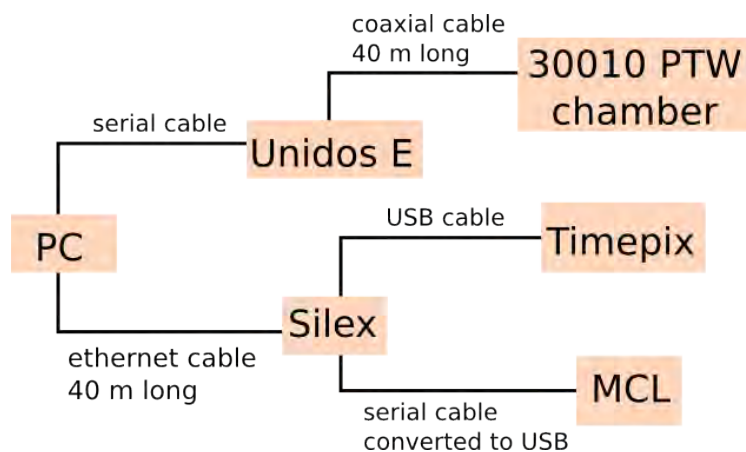 coaxial cable
40 m long
30010 PTW
chamber
serial cable
Unidos E
USB cable
Timepix
PC
Silex
ethernet cable
40 m long
MCL
serial cable
converted to USB